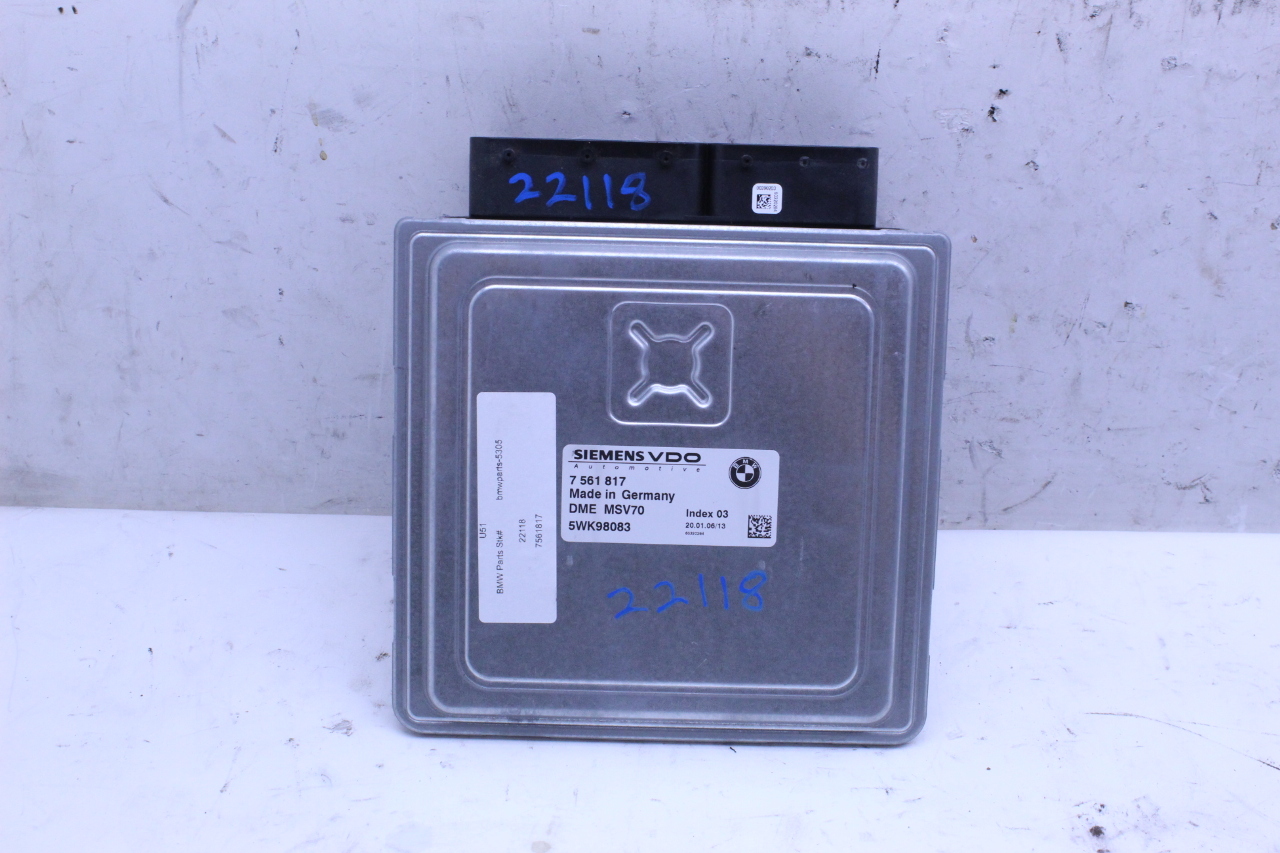 22118
SIEMENS VDO
Automotive
BMW
7 561 817
Made in Germany
DME MSV70
Index 03
5WK98083
20.01.06/13
U51
BMW Parts Stk# bmwparts-5305
22118
7561817
22118